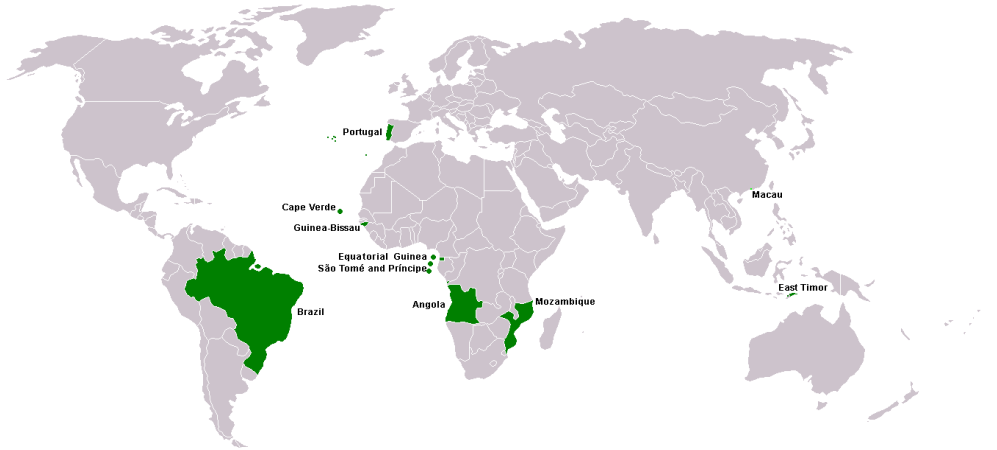 Portugal
Macau
Cape Verde
Guinea-Bissau
Equatorial Guinea
São Tomé and Príncipe
East Timor
Angola
Mozambique
Brazil